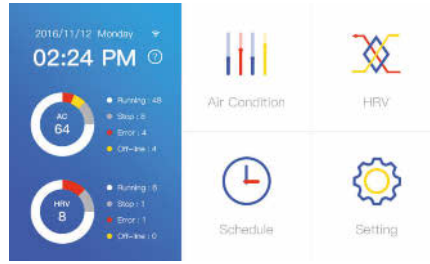 2016/11/12 Monday
02:24 PM ?
AC
64
Running : 48
Stop : 8
Error : 4
Off-line : 4
HRV
8
Running : 6
Stop : 1
Error : 1
Off-line : 0
Air Condition
HRV
Schedule
Setting